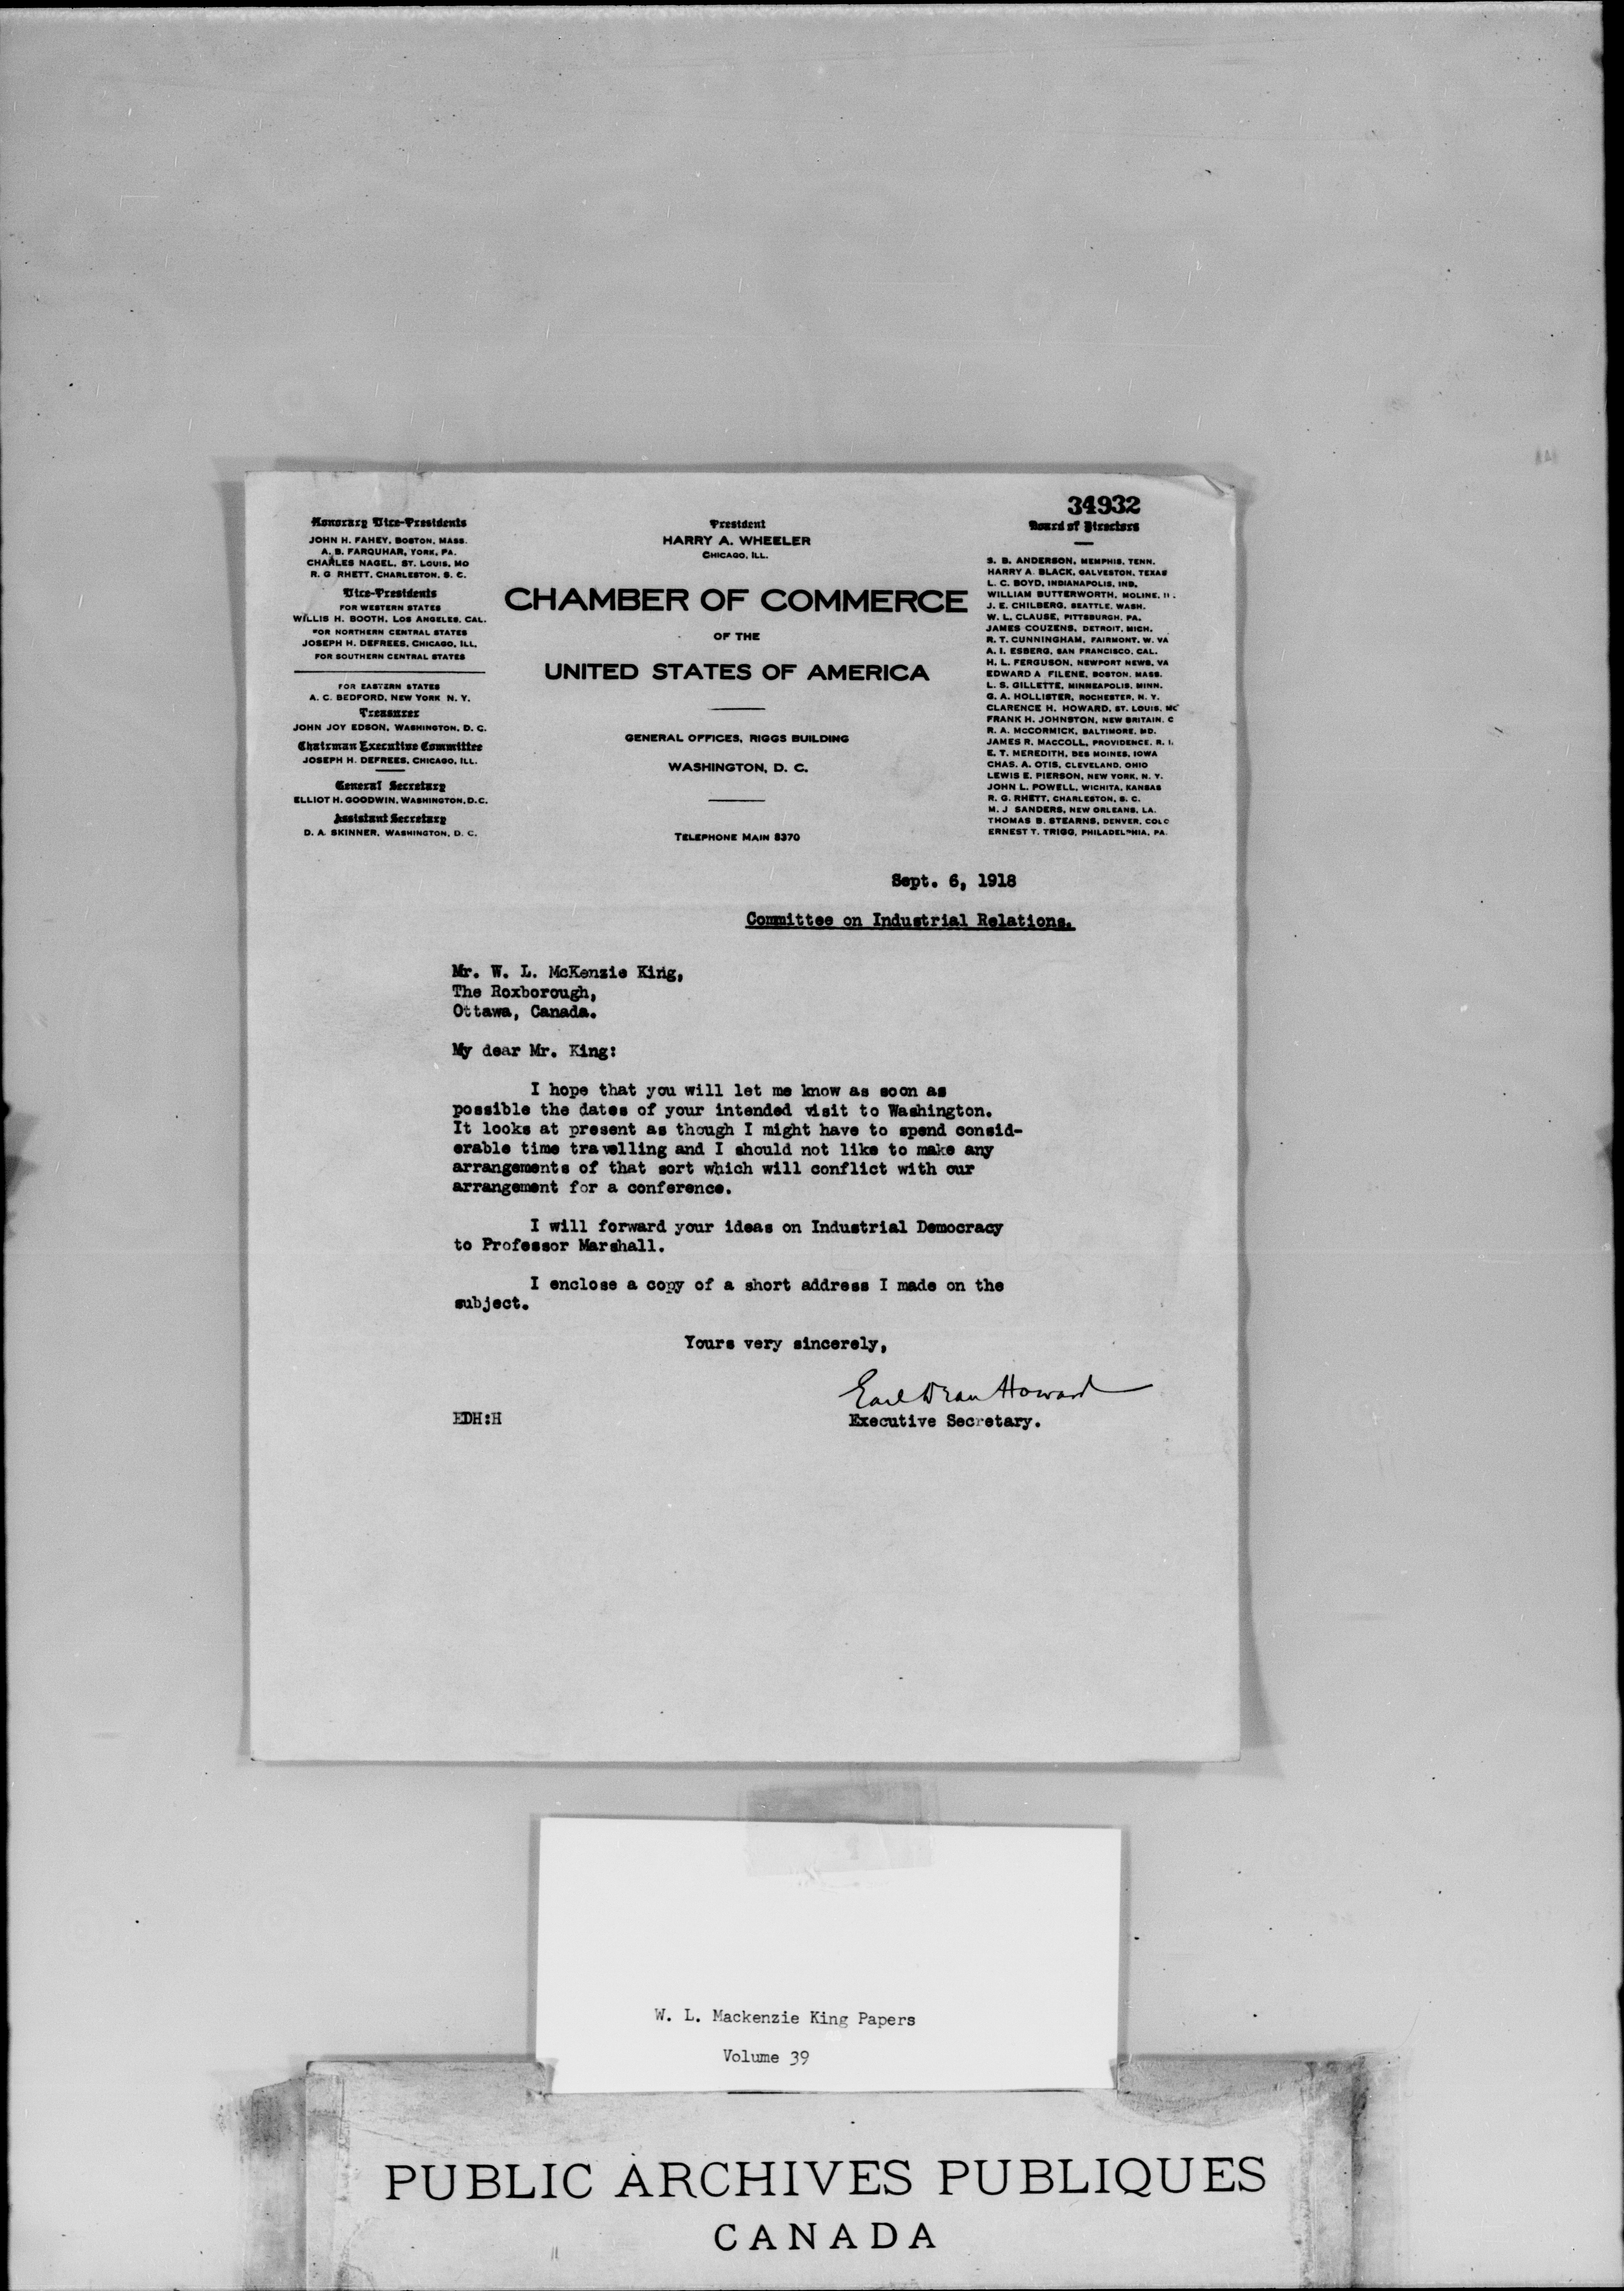 34932
Honorary Vice-Presidents
JOHN H. FAHEY, BOSTON, MASS.
A. B. FARQUHAR, YORK, PA.
CHARLES NAGEL, ST. LOUIS, MO
R. G RHETT, CHARLESTON, S. C.
Vice-Presidents
FOR WESTERN STATES
WILLIS H. BOOTH, LOS ANGELES, CAL.
FOR NORTHERN CENTRAL STATES
JOSEPH H. DEFREES, CHICAGO, ILL.
FOR SOUTHERN CENTRAL STATES
FOR EASTERN STATES
A. C. BEDFORD, NEW YORK N. Y.
Treasurer
JOHN JOY EDSON, WASHINGTON, D. C.
Chairman Executive Committee
JOSEPH H. DEFREES, CHICAGO, ILL.
General Secretary
ELLIOT H. GOODWIN, WASHINGTON, D.C.
Assistant Secretary
D. A. SKINNER, WASHINGTON, D. C.
President
HARRY A. WHEELER
CHICAGO, ILL.
CHAMBER OF COMMERCE
OF THE
UNITED STATES OF AMERICA
GENERAL OFFICES, RIGGS BUILDING
WASHINGTON, D. C.
TELEPHONE MAIN 8370
Board of Directors
S. B. ANDERSON, MEMPHIS, TENN.
HARRY A. BLACK, GALVESTON, TEXAS
L. C. BOYD, INDIANAPOLIS, IND.
WILLIAM BUTTERWORTH, MOLINE,
J. E. CHILBERG, SEATTLE, WASH.
W. L. CLAUSE, PITTSBURGH, PA.
JAMES COUZENS, DETROIT, MICH.
R. T. CUNNINGHAM, FAIRMONT, W. VA
A. I. ESBERG, SAN FRANCISCO, CAL.
H. L. FERGUSON, NEWPORT NEWS, VA
EDWARD A FILENE, BOSTON, MASS.
L. S. GILLETTE, MINNEAPOLIS, MINN.
G. A. HOLLISTER, ROCHESTER, N. Y.
CLARENCE H. HOWARD, ST. LOUIS,
FRANK H. JOHNSTON, NEW BRITAIN, C
R. A. McCORMICK, BALTIMORE, MD.
JAMES R. MACCOLL, PROVIDENCE, R. I.
E. T. MEREDITH, DES MOINES, IOWA
CHAS. A. OTIS, CLEVELAND, OHIO
LEWIS E. PIERSON, NEW YORK, N. Y.
JOHN L. POWELL, WICHITA, KANSAS
R. G. RHETT, CHARLESTON, S. C.
M. J SANDERS, NEW ORLEANS, LA.
THOMAS B. STEARNS, DENVER, COLO
ERNEST T. TRIGG, PHILADELPHIA, PA.
Sept. 6, 1918
Committee on Industrial Relations.
Mr. W. L. McKenzie King,
The Roxborough,
Ottawa, Canada.
My dear Mr. King:
I hope that you will let me know as soon as
possible the dates of your intended visit to Washington.
It looks at present as though I might have to spend consid-
erable time travelling and I should not like to make any
arrangements of that sort which will conflict with our
arrangement for a conference.
I will forward your ideas on Industrial Democracy
to Professor Marshall.
I enclose a copy of a short address I made on the
subject.
Yours very sincerely,
Earl Dean Howard
EDH:H
Executive Secretary.
W. L. Mackenzie King Papers
Volume 39
PUBLIC ARCHIVES PUBLIQUES
CANADA